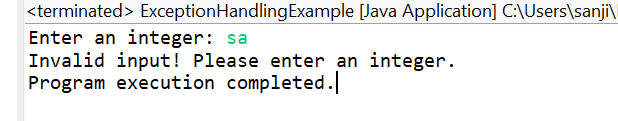 <terminated> ExceptionHandlingExample [Java Application] C:\Users\sanji\
Enter an integer: sa
Invalid input! Please enter an integer.
Program execution completed.